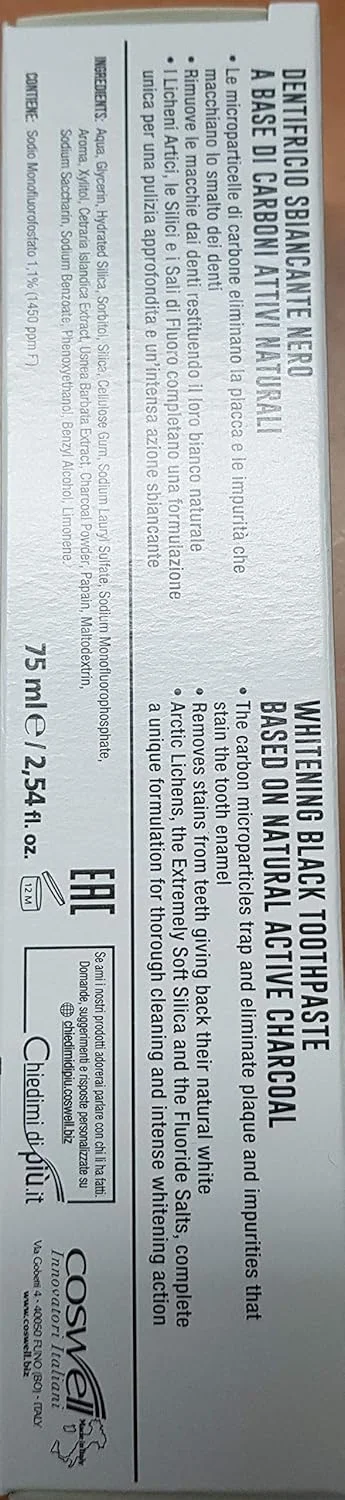 DENTIFRICIO SBIANCANTE NERO
A BASE DI CARBONI ATTIVI NATURALI
• Le microparticelle di carbone eliminano la placca e le impurità che
macchiano lo smalto dei denti
• Rimuove le macchie dai denti restituendo il loro bianco naturale
• I Licheni Artici, le Silici e i Sali di Fluoro completano una formulazione
unica per una pulizia approfondita e un'intensa azione sbiancante
WHITENING BLACK TOOTHPASTE
BASED ON NATURAL ACTIVE CHARCOAL
• The carbon microparticles trap and eliminate plaque and impurities that
stain the tooth enamel
• Removes stains from teeth giving back their natural white
• Arctic Lichens, the Extremely Soft Silica and the Fluoride Salts, complete
a unique formulation for thorough cleaning and intense whitening action
INGREDIENTS: Aqua, Glycerin, Hydrated Silica, Sorbitol, Silica, Cellulose Gum, Sodium Lauryl Sulfate, Sodium Monofluorophosphate,
Aroma, Xylitol, Cetraria Islandica Extract, Usnea Barbata Extract, Charcoal Powder, Papain, Maltodextrin,
Sodium Saccharin, Sodium Benzoate, Phenoxyethanol, Benzyl Alcohol, Limonene.
CONTIENE: Sodio Monofluorofosfato 1,1% (1450 ppm F)
75 ml e / 2,54 fl. oz.
12 M
EAC
Se ami i nostri prodotti adorerai parlare con chi li ha fatti.
Domande, suggerimenti e risposte personalizzate su
chiedimidipiu.coswell.biz
Chiedimi di più.it
coswell
Innovatori Italiani
Made in Italy
Via Gobetti 4 - 40050 FUNO (BO) - ITALY
www.coswell.biz